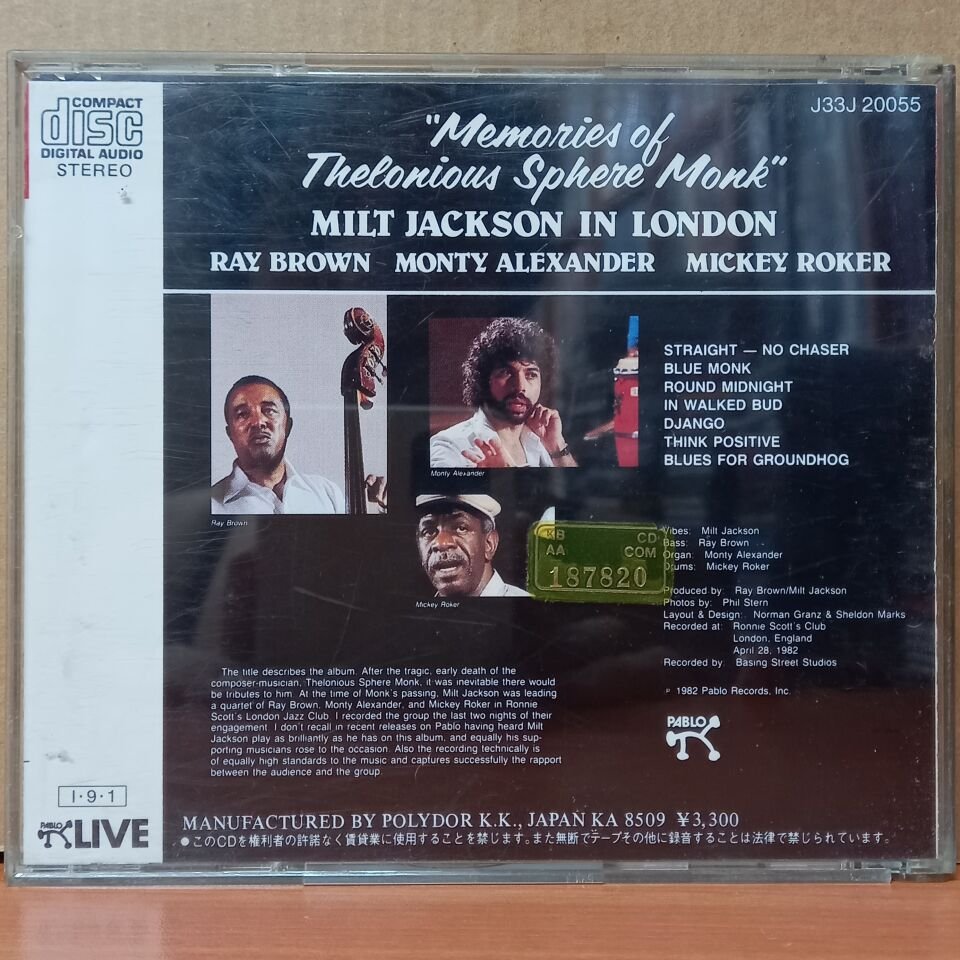 COMPACT
disc
DIGITAL AUDIO
STEREO
J33J 20055
"Memories of
Thelonious Sphere Monk"
MILT JACKSON IN LONDON
RAY BROWN MONTY ALEXANDER MICKEY ROKER
STRAIGHT — NO CHASER
BLUE MONK
ROUND MIDNIGHT
IN WALKED BUD
DJANGO
THINK POSITIVE
BLUES FOR GROUNDHOG
Ray Brown
Monty Alexander
Mickey Roker
KB CD
AA COM
187820
Vibes: Milt Jackson
Bass: Ray Brown
Organ: Monty Alexander
Drums: Mickey Roker
Produced by: Ray Brown/Milt Jackson
Photos by: Phil Stern
Layout & Design: Norman Granz & Sheldon Marks
Recorded at: Ronnie Scott's Club
London, England
April 28, 1982
Recorded by: Basing Street Studios
℗ 1982 Pablo Records, Inc.
PABLO
The title describes the album. After the tragic, early death of the
composer-musician, Thelonious Sphere Monk, it was inevitable there would
be tributes to him. At the time of Monk's passing, Milt Jackson was leading
a quartet of Ray Brown, Monty Alexander, and Mickey Roker in Ronnie
Scott's London Jazz Club. I recorded the group the last two nights of their
engagement. I don't recall in recent releases on Pablo having heard Milt
Jackson play as brilliantly as he has on this album, and equally his sup-
porting musicians rose to the occasion. Also the recording technically is
of equally high standards to the music and captures successfully the rapport
between the audience and the group.
I·9·1
PABLO LIVE
MANUFACTURED BY POLYDOR K.K., JAPAN KA 8509 ¥3,300
●このCDを権利者の許諾なく賃貸業に使用することを禁じます。また無断でテープその他に録音することは法律で禁じられています。